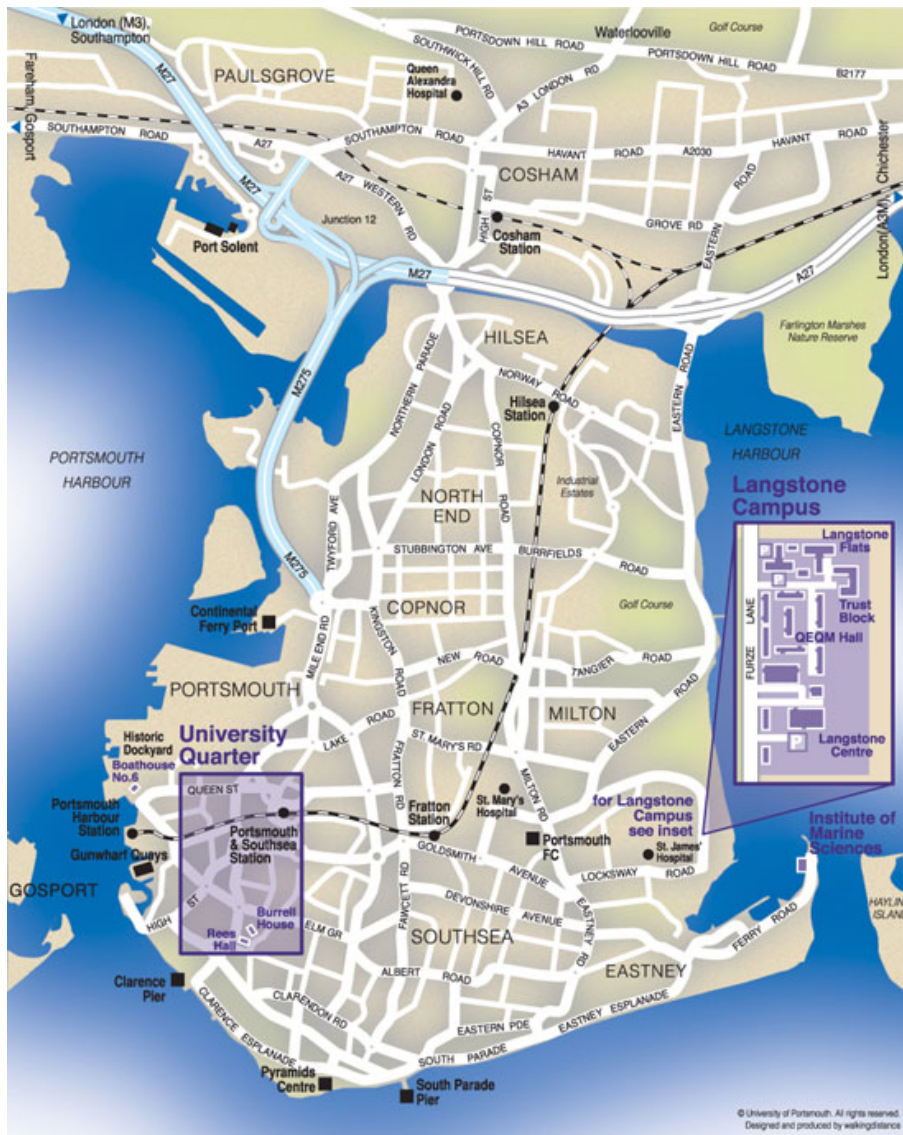 London (M3),
Southampton
Fareham, Gosport
M27
PAULSGROVE
Queen
Alexandra
Hospital
SOUTHWICK HILL RD
PORTSDOWN HILL ROAD
Waterlooville
Golf Course
PORTSDOWN HILL ROAD
B2177
A3 LONDON RD
SOUTHAMPTON
ROAD
A27
SOUTHAMPTON
ROAD
HAVANT ROAD A2030
HAVANT
ROAD
COSHAM
A27 WESTERN
RD
M27
Junction 12
HIGH ST
Cosham
Station
GROVE RD
EASTERN
ROAD
London(A3M), Chichester
Port Solent
M27
A27
Farlington Marshes
Nature Reserve
HILSEA
M275
NORTHERN PARADE
NORWAY
ROAD
Hilsea
Station
EASTERN ROAD
LANGSTONE
HARBOUR
PORTSMOUTH
HARBOUR
LONDON
ROAD
COPNOR
ROAD
NORTH
END
Industrial
Estates
TWYFORD AVE
STUBBINGTON AVE
BURRFIELDS
ROAD
M275
Langstone
Campus
Langstone
Flats
Trust
Block
QEQM Hall
FURZE LANE
P
P
Langstone
Centre
Continental
Ferry Port
COPNOR
Golf Course
MILE END RD
KINGSTON
ROAD
NEW ROAD
TANGIER ROAD
PORTSMOUTH
FRATTON
MILTON
EASTERN
ROAD
University
Quarter
Historic
Dockyard
Boathouse
No.6
LAKE ROAD
FRATTON RD
ST. MARY'S RD
QUEEN ST
Portsmouth
Harbour
Station
Portsmouth
& Southsea
Station
Fratton
Station
St. Mary's
Hospital
MILTON RD
for Langstone
Campus
see inset
Portsmouth
FC
St. James'
Hospital
Institute of
Marine
Sciences
Gunwharf Quays
GOSPORT
GOLDSMITH
AVENUE
LOCKSWAY
ROAD
HIGH
ST
Burrell
House
Rees
Hall
ELM GR
FAWCETT RD
DEVONSHIRE AVENUE
EASTNEY RD
FERRY ROAD
HAYLIN
ISLAND
SOUTHSEA
ALBERT ROAD
EASTNEY
Clarence
Pier
CLARENCE ESPLANADE
CLARENDON RD
EASTERN PDE
EASTNEY ESPLANADE
SOUTH PARADE
Pyramids
Centre
South Parade
Pier
© University of Portsmouth. All rights reserved.
Designed and produced by walkingdistance